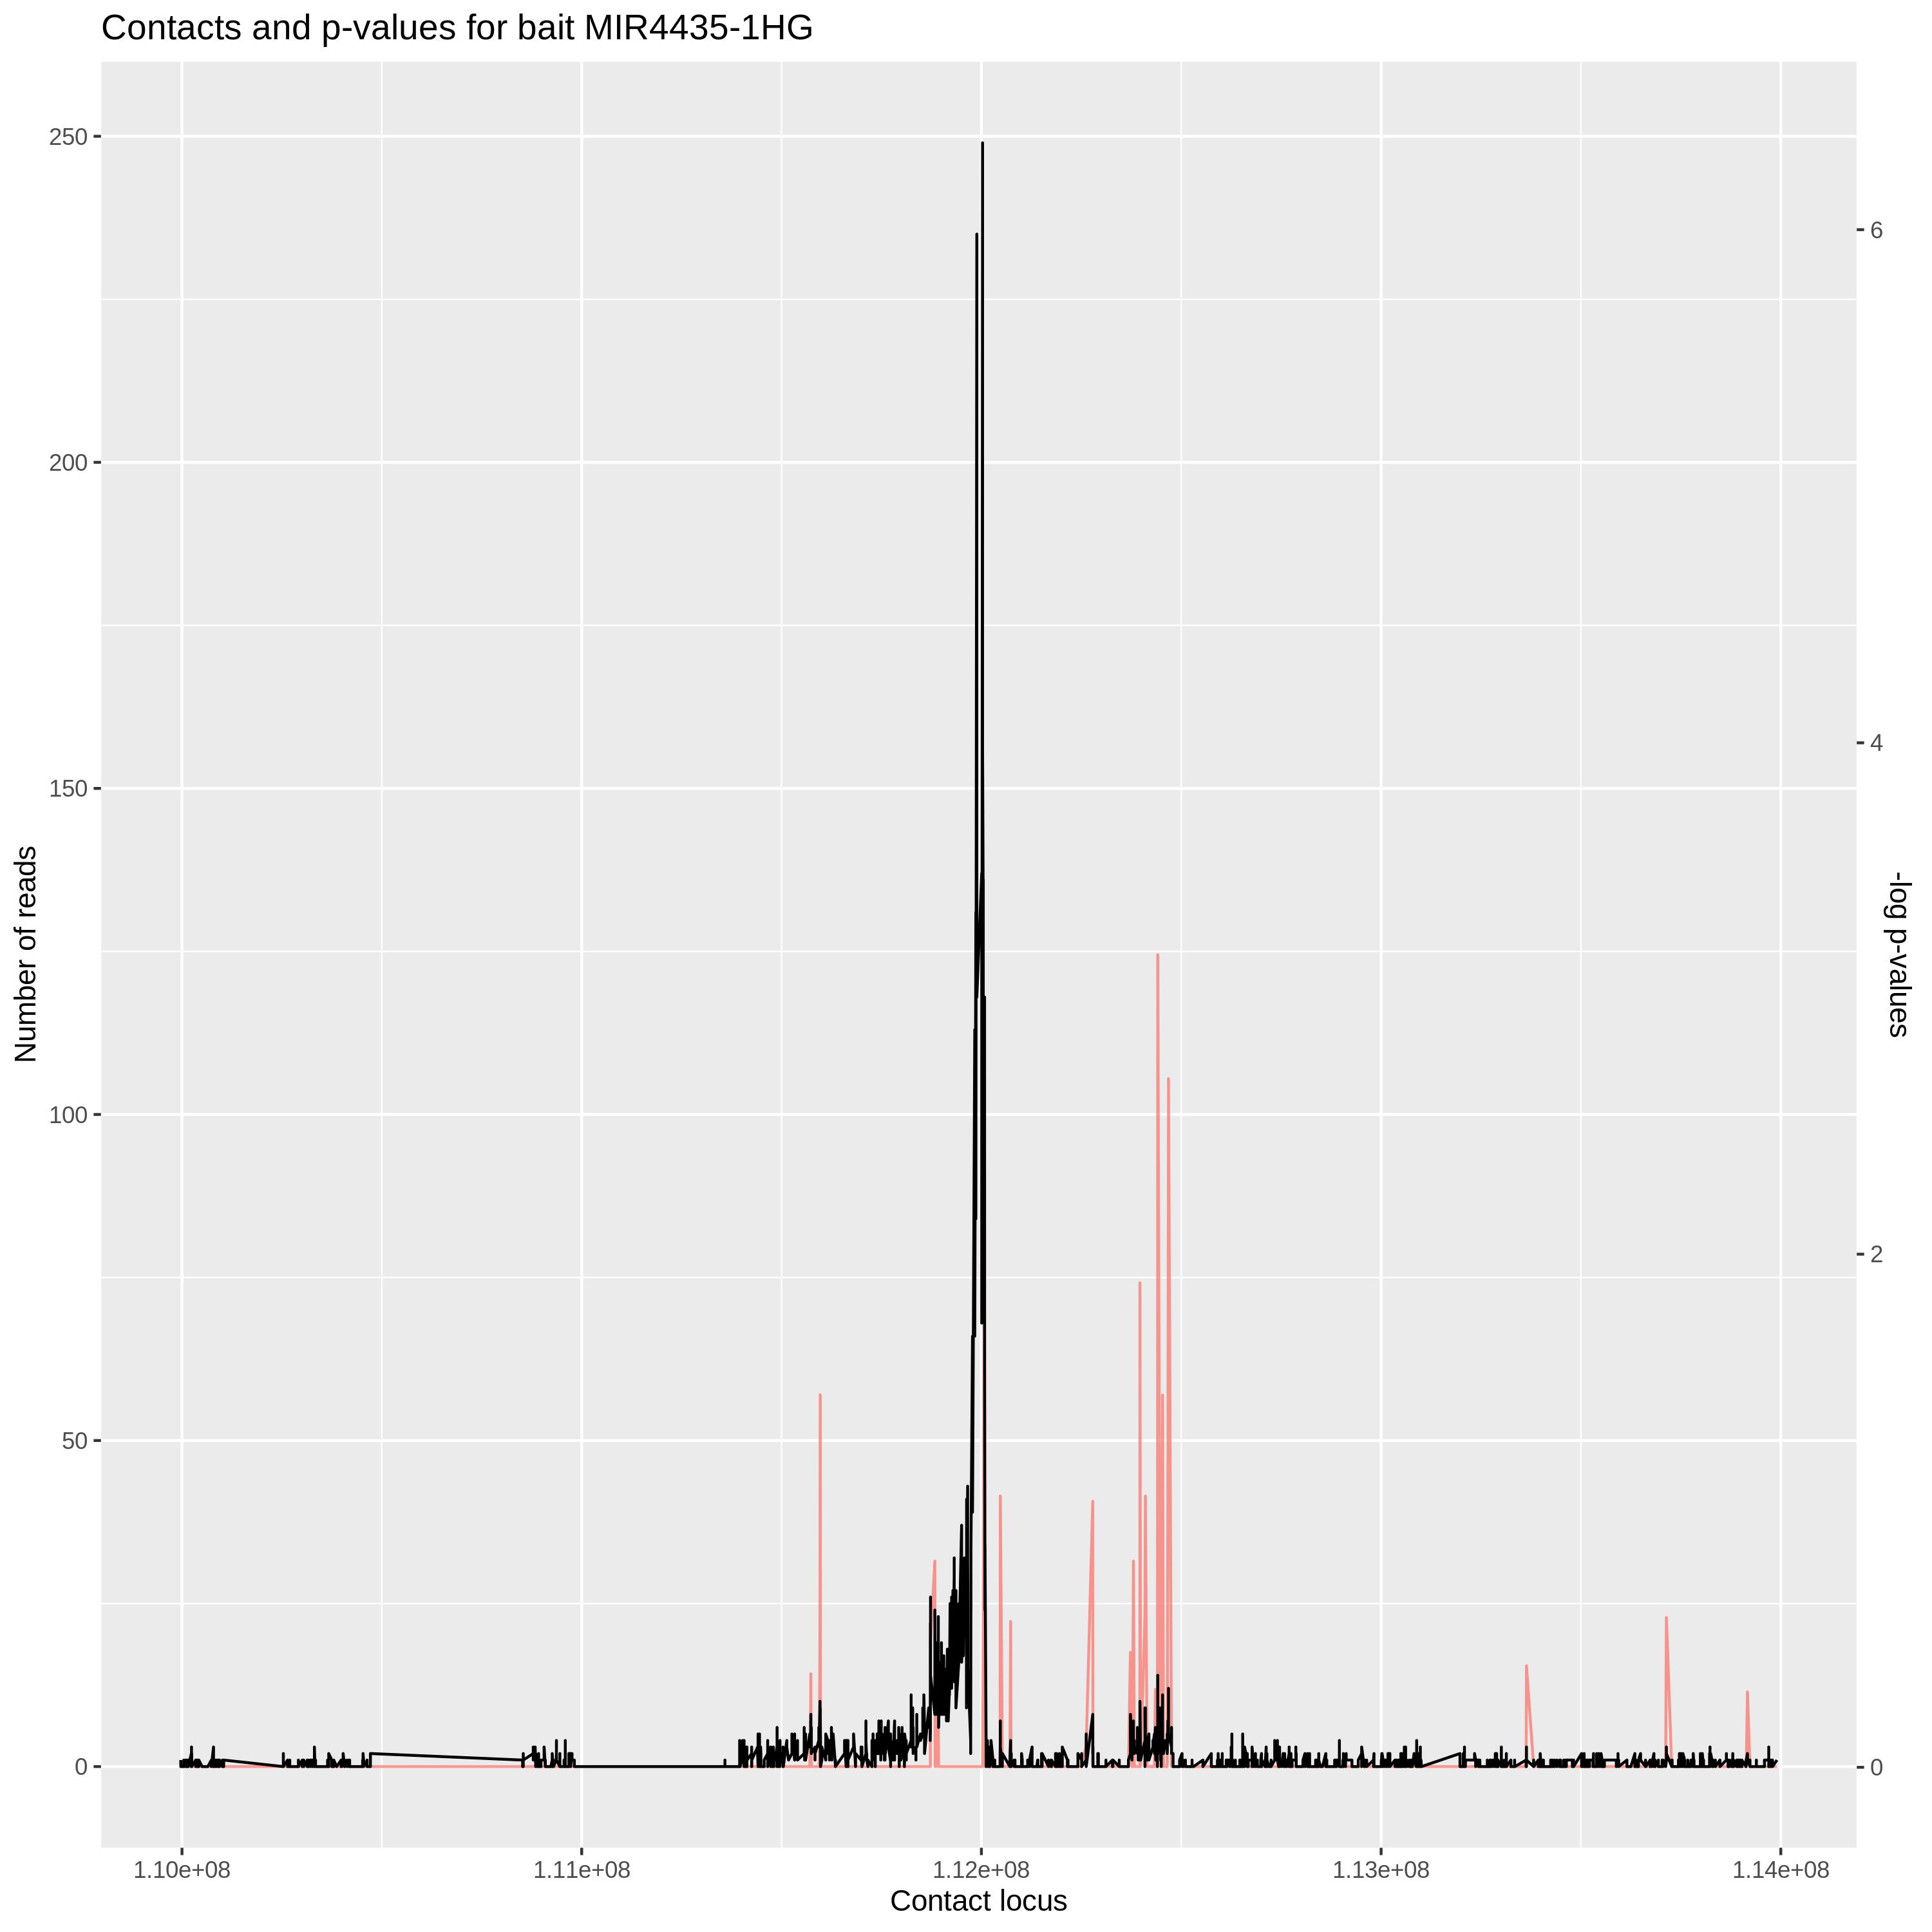 Contacts and p-values for bait MIR4435-1HG
250
200
150
100
50
0
Number of reads
6
4
2
0
-log p-values
1.10e+08
1.11e+08
1.12e+08
1.13e+08
1.14e+08
Contact locus